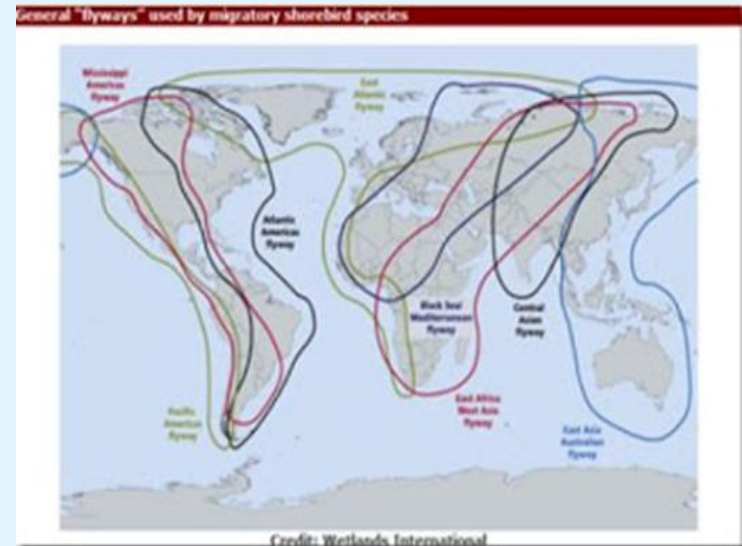 General "flyways" used by migratory shorebird species
Mississippi
Americas
flyway
East
Atlantic
flyway
Atlantic
Americas
flyway
Black Sea/
Mediterranean
flyway
Central
Asian
flyway
East Africa
West Asia
flyway
Pacific
Americas
flyway
East Asia
Australian
flyway
Credit: Wetlands International